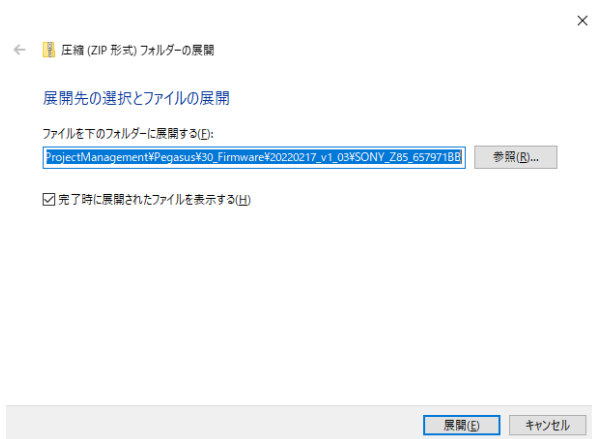 圧縮 (ZIP 形式) フォルダーの展開
展開先の選択とファイルの展開
ファイルを下のフォルダーに展開する(F):
ProjectManagement¥Pegasus¥30_Firmware¥20220217_v1_03¥SONY_Z85_657971BB 参照(R)...
完了時に展開されたファイルを表示する(H)
展開(E) キャンセル